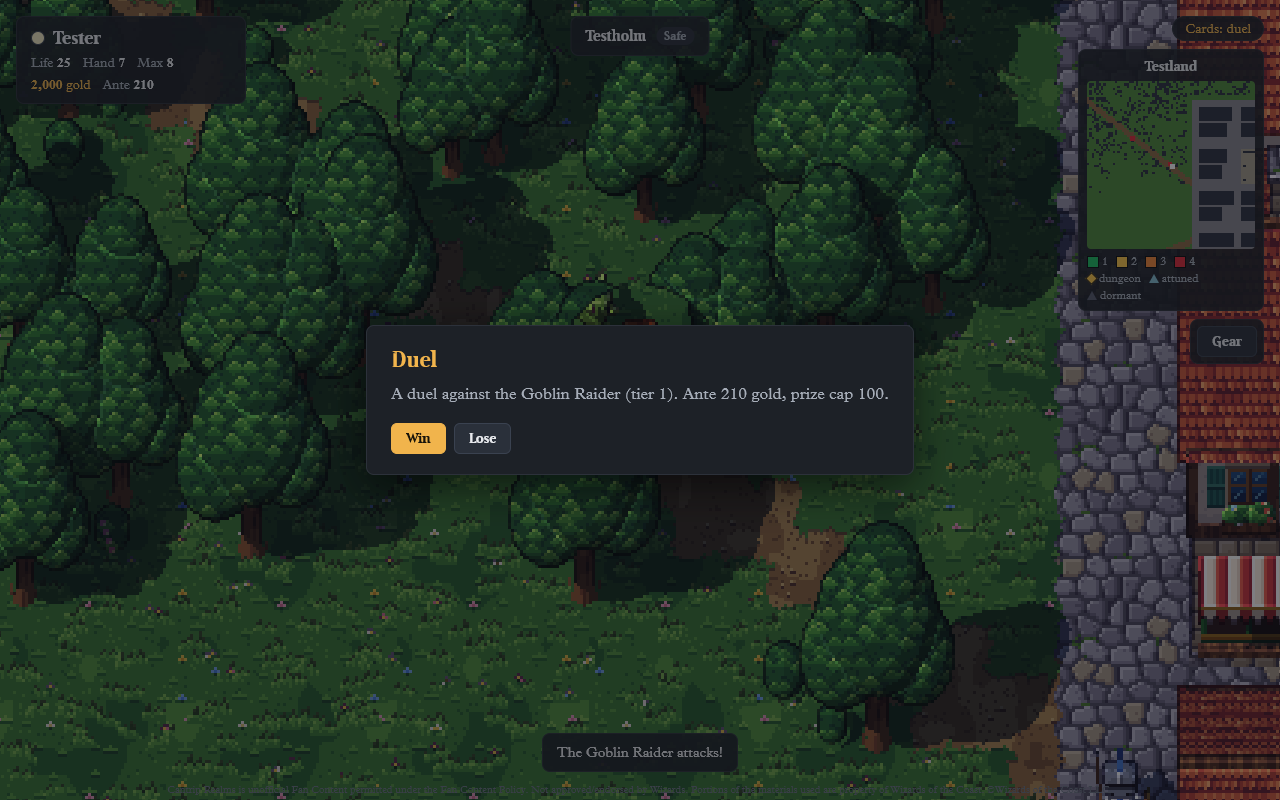 Tester
Life 25 Hand 7 Max 8
2,000 gold Ante 210
Testholm Safe
Cards: duel
Testland
1 2 3 4
dungeon attuned
dormant
Gear
Duel
A duel against the Goblin Raider (tier 1). Ante 210 gold, prize cap 100.
Win Lose
The Goblin Raider attacks!